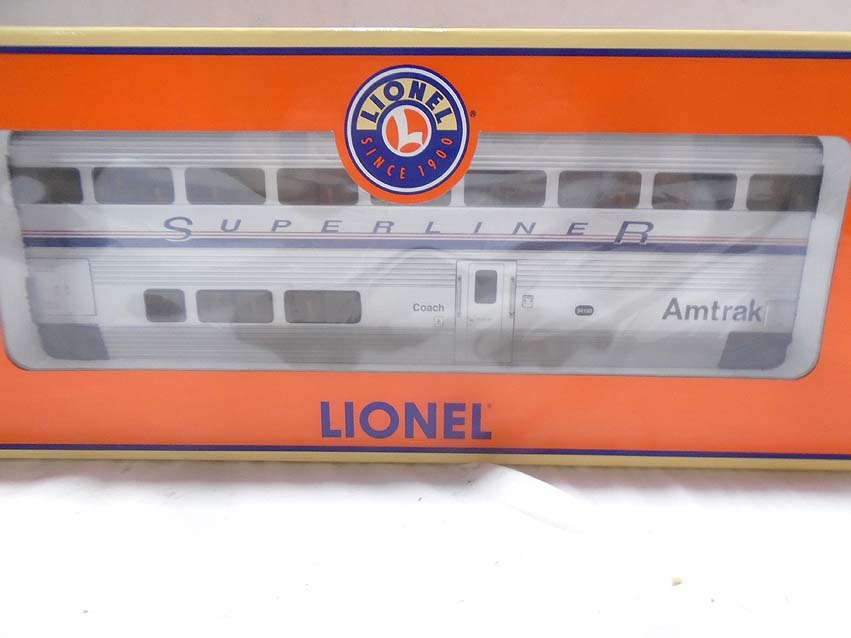 LIONEL
L
SINCE 1900
®
SUPERLINER
Coach
Amtrak
LIONEL